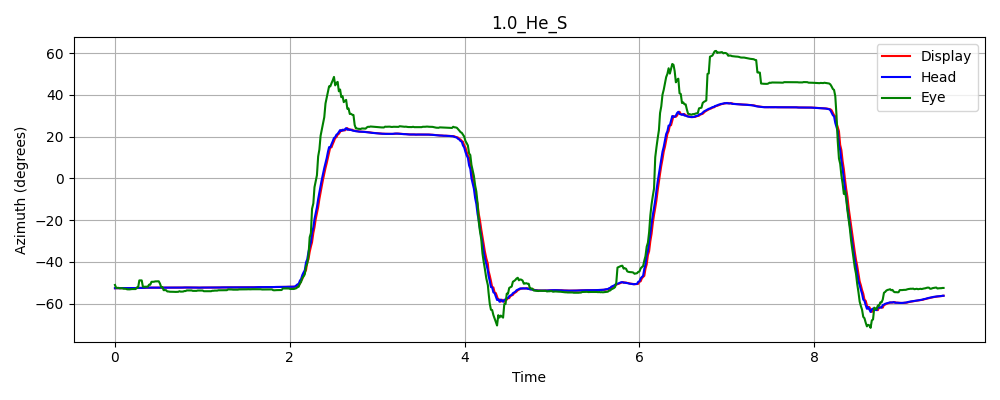 1.0_He_S
Azimuth (degrees)
60
40
20
0
−20
−40
−60
Display
Head
Eye
0 2 4 6 8
Time